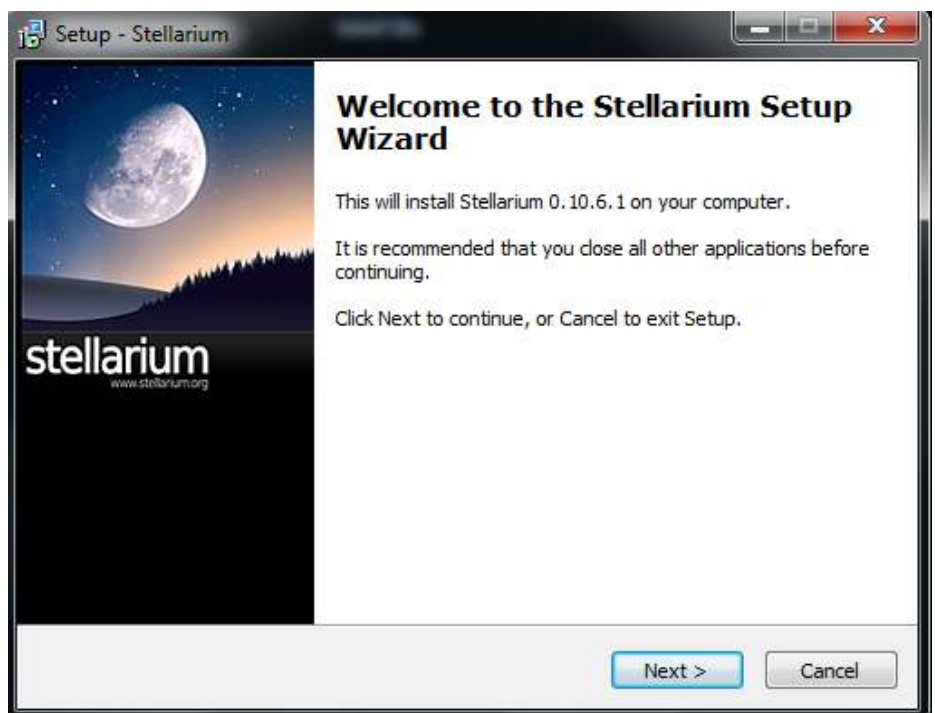 Setup - Stellarium
Welcome to the Stellarium Setup
Wizard
This will install Stellarium 0.10.6.1 on your computer.
It is recommended that you close all other applications before
continuing.
Click Next to continue, or Cancel to exit Setup.
stellarium
www.stellarium.org
Next >
Cancel